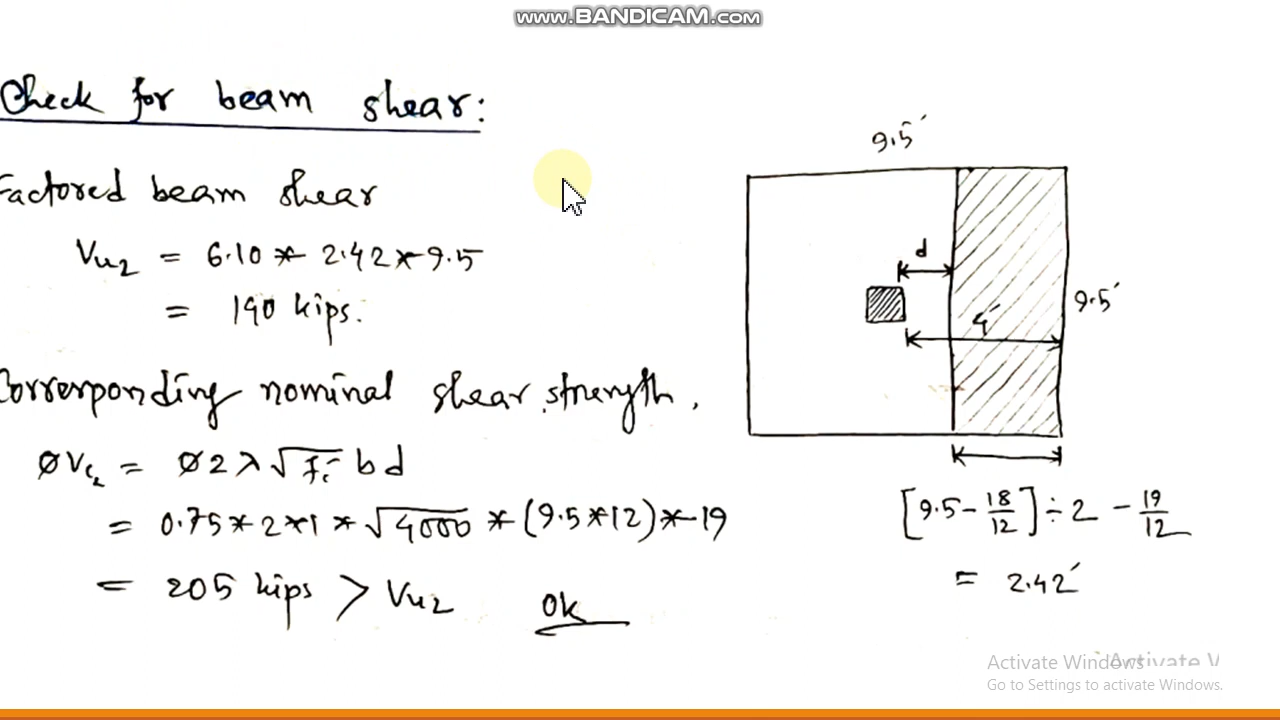 www.BANDICAM.com
Check for beam shear:
Factored beam shear
Vu2 = 6.10 * 2.42 * 9.5
= 190 kips.
Corresponding nominal shear strength.
ØVc2 = Ø2λ√fc' bd
= 0.75 * 2 * 1 * √4000 * (9.5 * 12) * 19
= 205 kips > Vu2 OK
9.5'
d
4'
9.5'
[9.5 - 18/12] ÷ 2 - 19/12
= 2.42'
Activate Windows
Go to Settings to activate Windows.